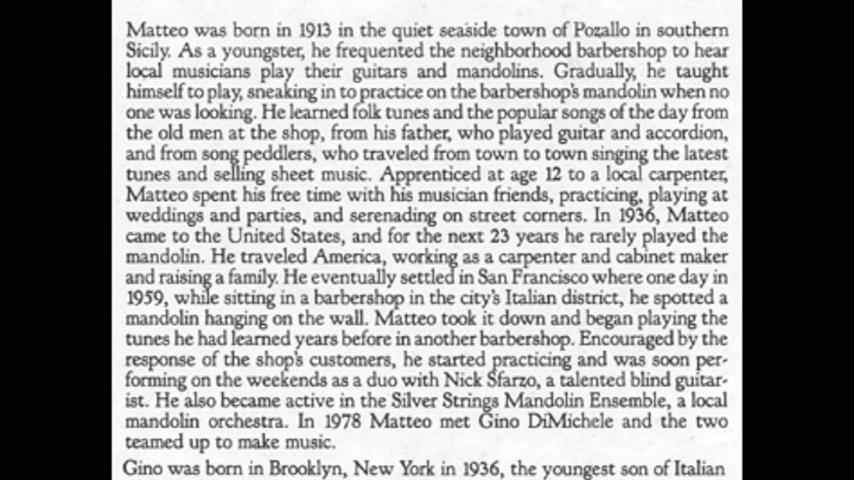 Matteo was born in 1913 in the quiet seaside town of Pozallo in southern
Sicily. As a youngster, he frequented the neighborhood barbershop to hear
local musicians play their guitars and mandolins. Gradually, he taught
himself to play, sneaking in to practice on the barbershop's mandolin when no
one was looking. He learned folk tunes and the popular songs of the day from
the old men at the shop, from his father, who played guitar and accordion,
and from song peddlers, who traveled from town to town singing the latest
tunes and selling sheet music. Apprenticed at age 12 to a local carpenter,
Matteo spent his free time with his musician friends, practicing, playing at
weddings and parties, and serenading on street corners. In 1936, Matteo
came to the United States, and for the next 23 years he rarely played the
mandolin. He traveled America, working as a carpenter and cabinet maker
and raising a family. He eventually settled in San Francisco where one day in
1959, while sitting in a barbershop in the city's Italian district, he spotted a
mandolin hanging on the wall. Matteo took it down and began playing the
tunes he had learned years before in another barbershop. Encouraged by the
response of the shop's customers, he started practicing and was soon per-
forming on the weekends as a duo with Nick Sfarzo, a talented blind guitar-
ist. He also became active in the Silver Strings Mandolin Ensemble, a local
mandolin orchestra. In 1978 Matteo met Gino DiMichele and the two
teamed up to make music.
Gino was born in Brooklyn, New York in 1936, the youngest son of Italian